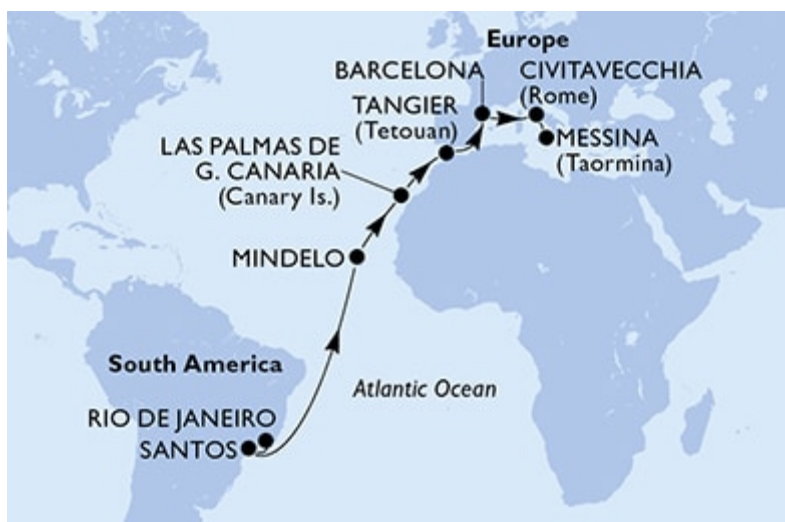 Europe
BARCELONA
CIVITAVECCHIA
(Rome)
TANGIER
(Tetouan)
MESSINA
(Taormina)
LAS PALMAS DE
G. CANARIA
(Canary Is.)
MINDELO
South America
Atlantic Ocean
RIO DE JANEIRO
SANTOS